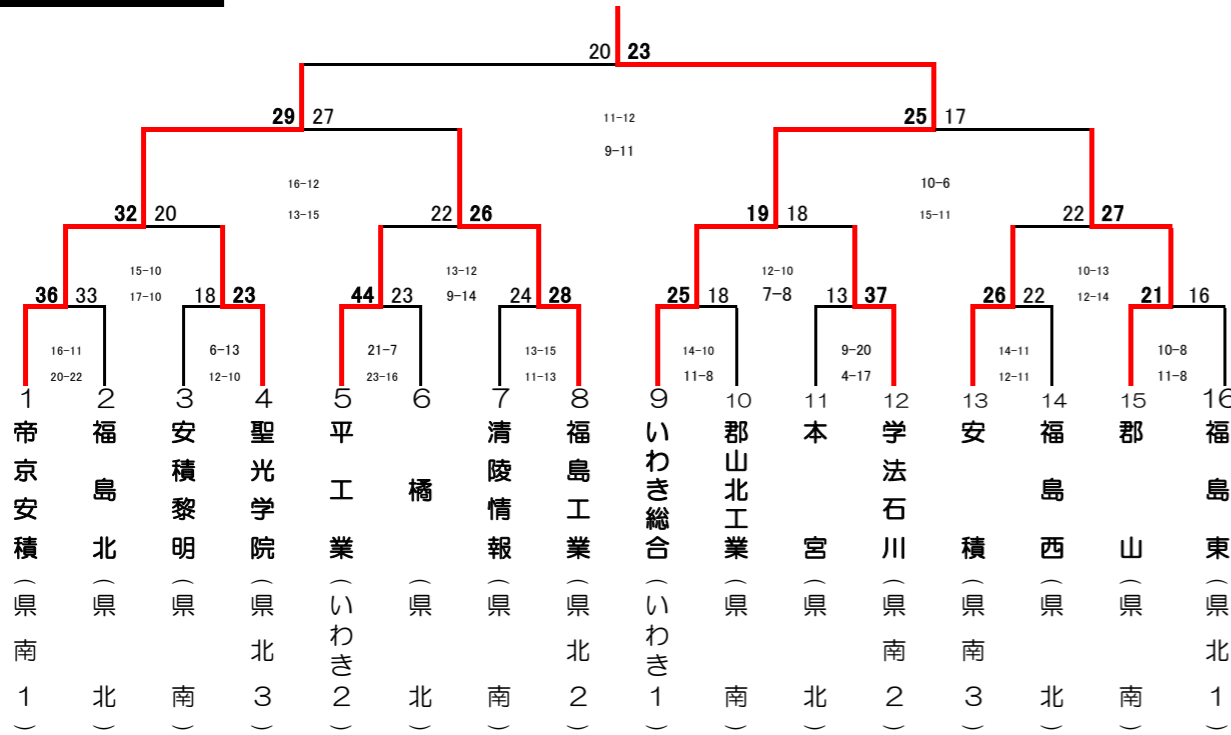 20 23
29 27
11-12
25 17
9-11
16-12
10-6
32 20
13-15
22 26
19 18
15-11
22 27
15-10
13-12
12-10
10-13
36 33
17-10
18 23
44 23
9-14
24 28
25 18
7-8
13 37
26 22
12-14
21 16
16-11
6-13
21-7
13-15
14-10
9-20
14-11
10-8
20-22
12-10
23-16
11-13
11-8
4-17
12-11
11-8
1 帝京安積(県南1)
2 福島北(県北)
3 安積黎明(県南)
4 聖光学院(県北3)
5 平工業(いわき2)
6 橘(県北)
7 清陵情報(県南)
8 福島工業(県北2)
9 いわき総合(いわき1)
10 郡山北工業(県南)
11 本宮(県北)
12 学法石川(県南2)
13 安積(県南3)
14 福島西(県北)
15 郡山(県南)
16 福島東(県北1)